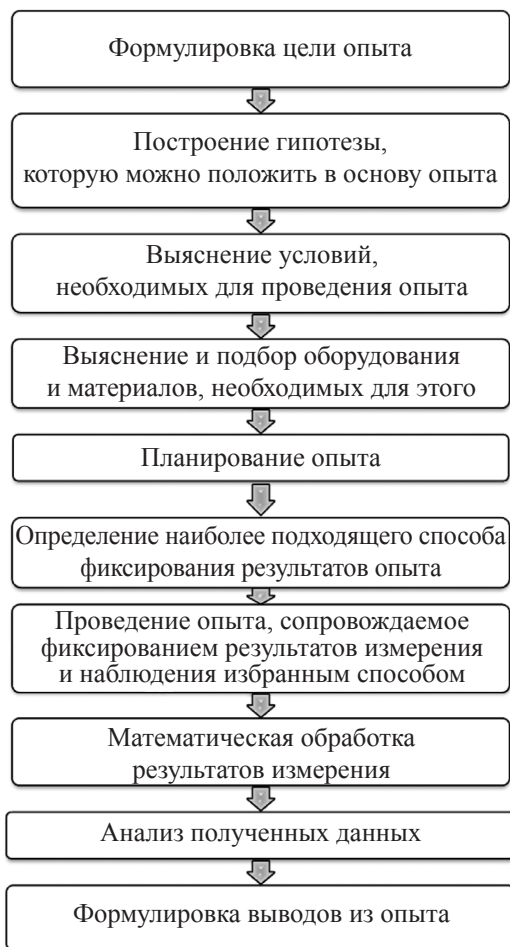 Формулировка цели опыта
Построение гипотезы,
которую можно положить в основу опыта
Выяснение условий,
необходимых для проведения опыта
Выяснение и подбор оборудования
и материалов, необходимых для этого
Планирование опыта
Определение наиболее подходящего способа
фиксирования результатов опыта
Проведение опыта, сопровождаемое
фиксированием результатов измерения
и наблюдения избранным способом
Математическая обработка
результатов измерения
Анализ полученных данных
Формулировка выводов из опыта